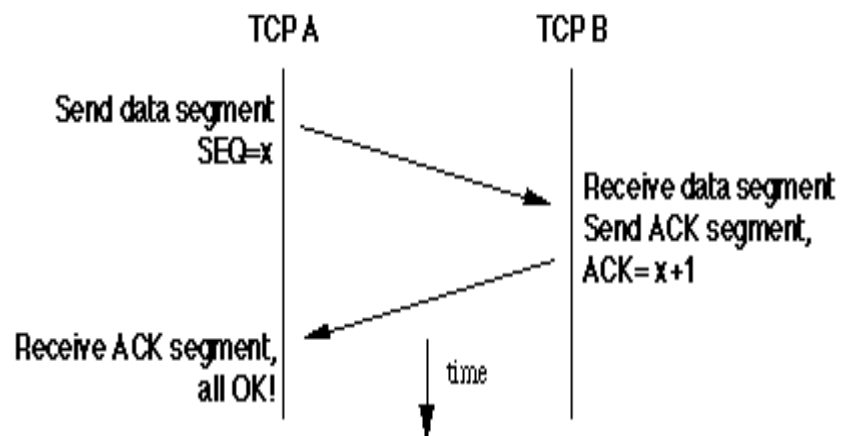 TCP A
TCP B
Send data segment
SEQ=x
Receive data segment
Send ACK segment,
ACK= x+1
Receive ACK segment,
all OK!
time